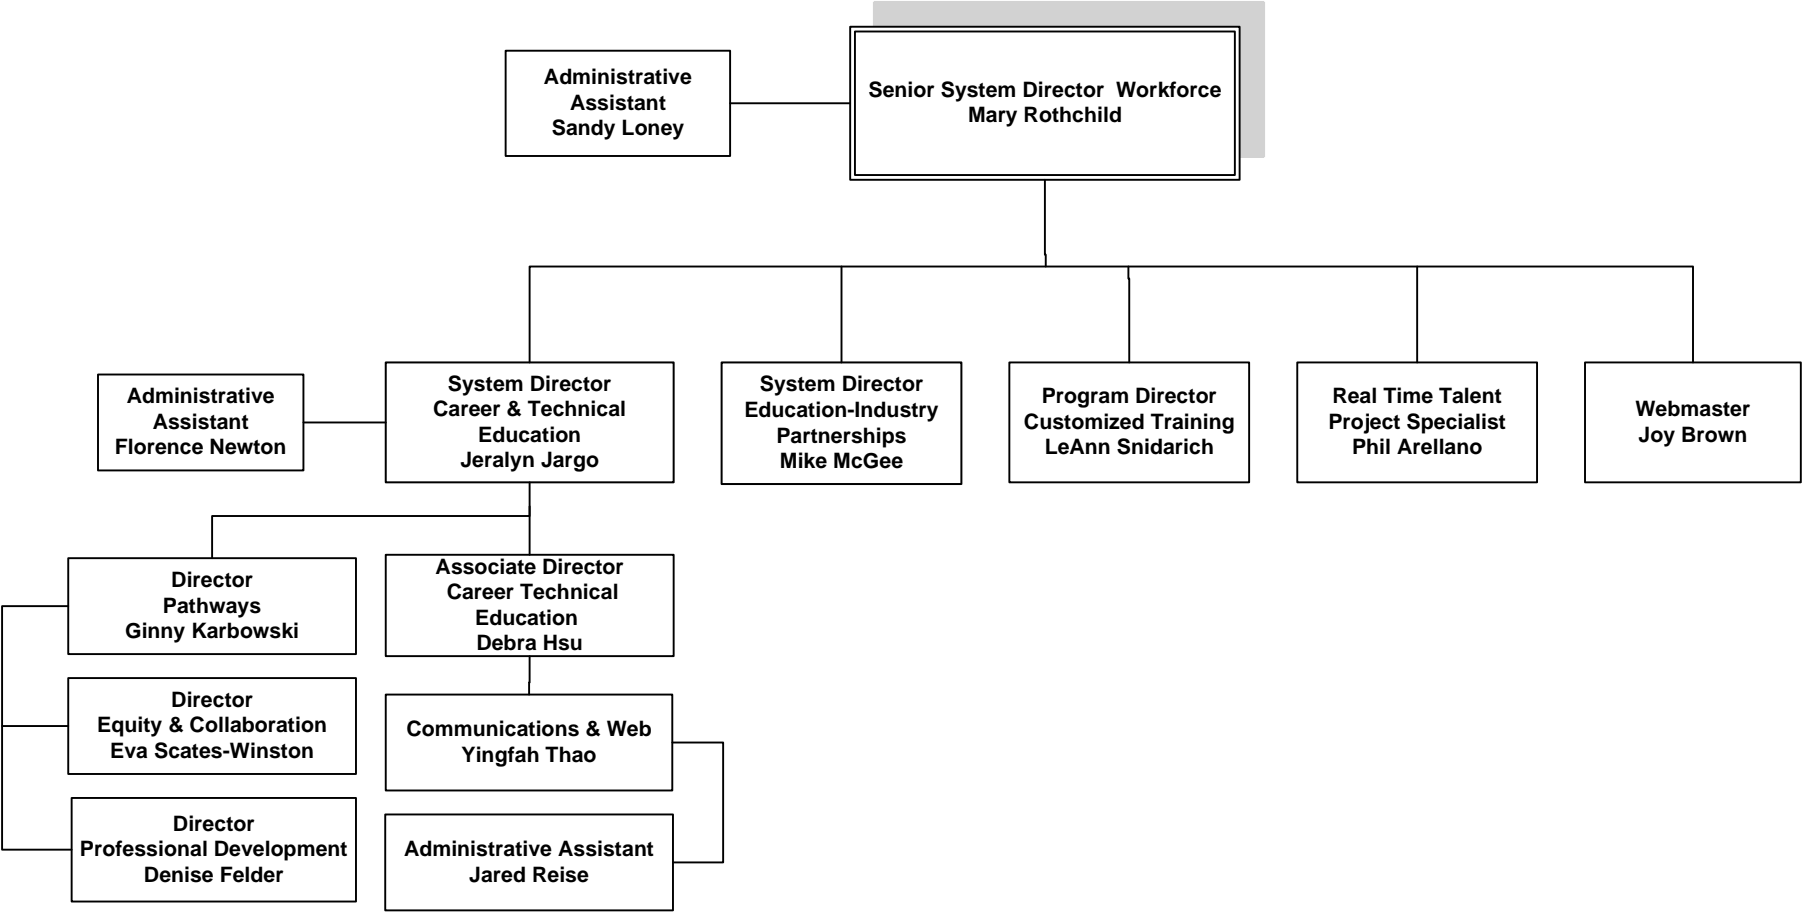 Administrative
Assistant
Sandy Loney
Senior System Director Workforce
Mary Rothchild
Administrative
Assistant
Florence Newton
System Director
Career & Technical
Education
Jeralyn Jargo
System Director
Education-Industry
Partnerships
Mike McGee
Program Director
Customized Training
LeAnn Snidarich
Real Time Talent
Project Specialist
Phil Arellano
Webmaster
Joy Brown
Director
Pathways
Ginny Karbowski
Associate Director
Career Technical
Education
Debra Hsu
Director
Equity & Collaboration
Eva Scates-Winston
Communications & Web
Yingfah Thao
Director
Professional Development
Denise Felder
Administrative Assistant
Jared Reise